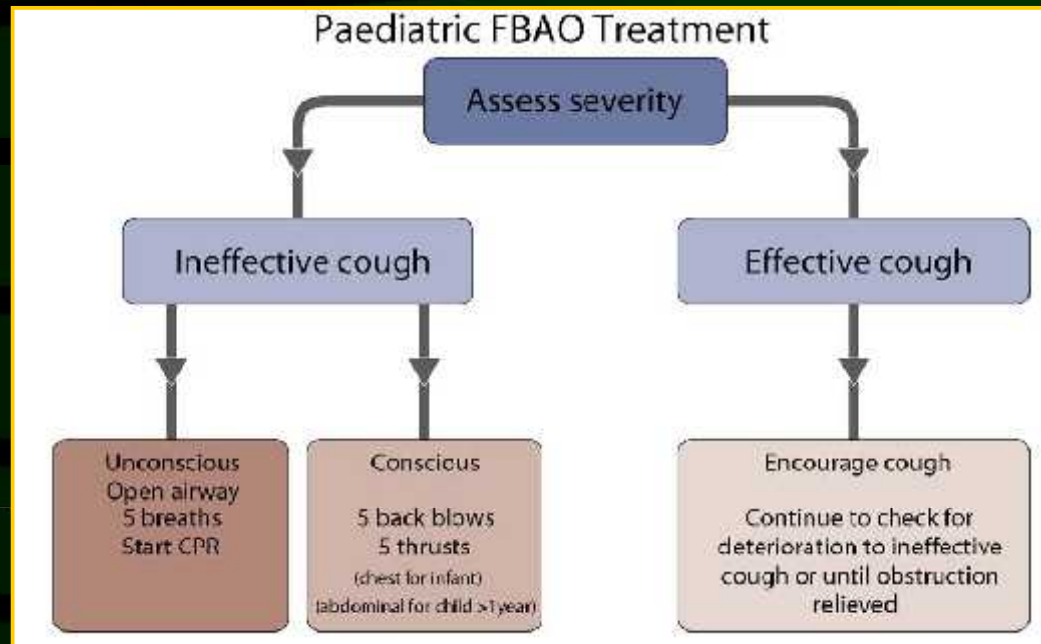 Paediatric FBAO Treatment
Assess severity
Ineffective cough
Effective cough
Unconscious
Open airway
5 breaths
Start CPR
Conscious
5 back blows
5 thrusts
(chest for infant)
(abdominal for child >1year)
Encourage cough
Continue to check for
deterioration to ineffective
cough or until obstruction
relieved